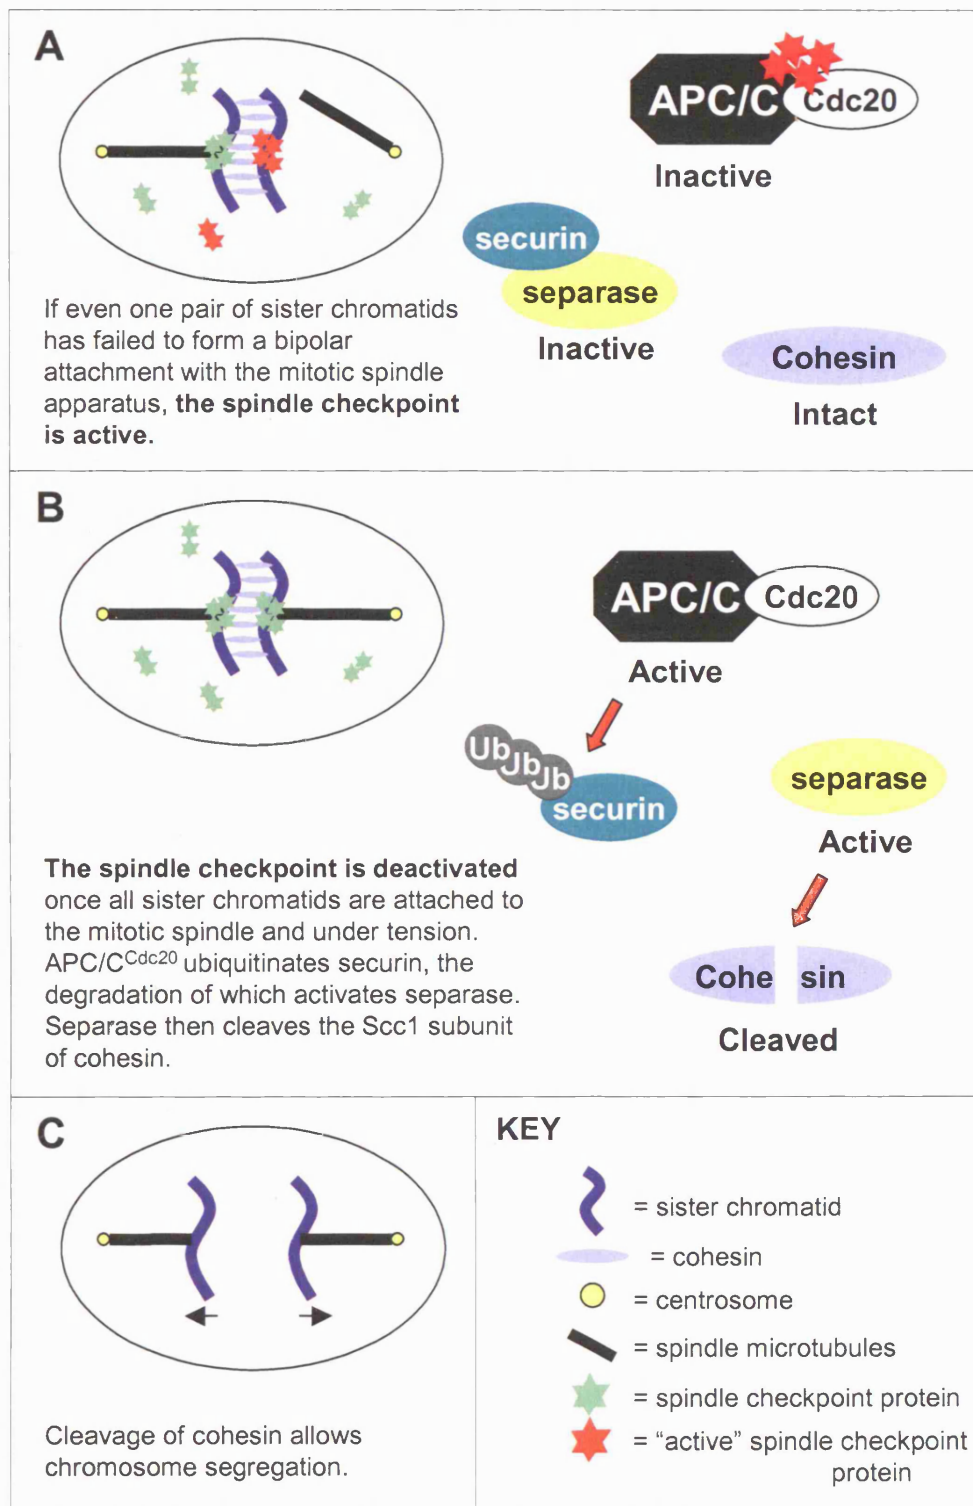 A
APC/C Cdc20
Inactive
securin
separase
Inactive
Cohesin
Intact
If even one pair of sister chromatids
has failed to form a bipolar
attachment with the mitotic spindle
apparatus, the spindle checkpoint
is active.
B
APC/C Cdc20
Active
Ub Jb Jb
securin
separase
Active
Cohe sin
Cleaved
The spindle checkpoint is deactivated
once all sister chromatids are attached to
the mitotic spindle and under tension.
APC/CCdc20 ubiquitinates securin, the
degradation of which activates separase.
Separase then cleaves the Scc1 subunit
of cohesin.
C
Cleavage of cohesin allows
chromosome segregation.
KEY
= sister chromatid
= cohesin
= centrosome
= spindle microtubules
= spindle checkpoint protein
= “active” spindle checkpoint
protein